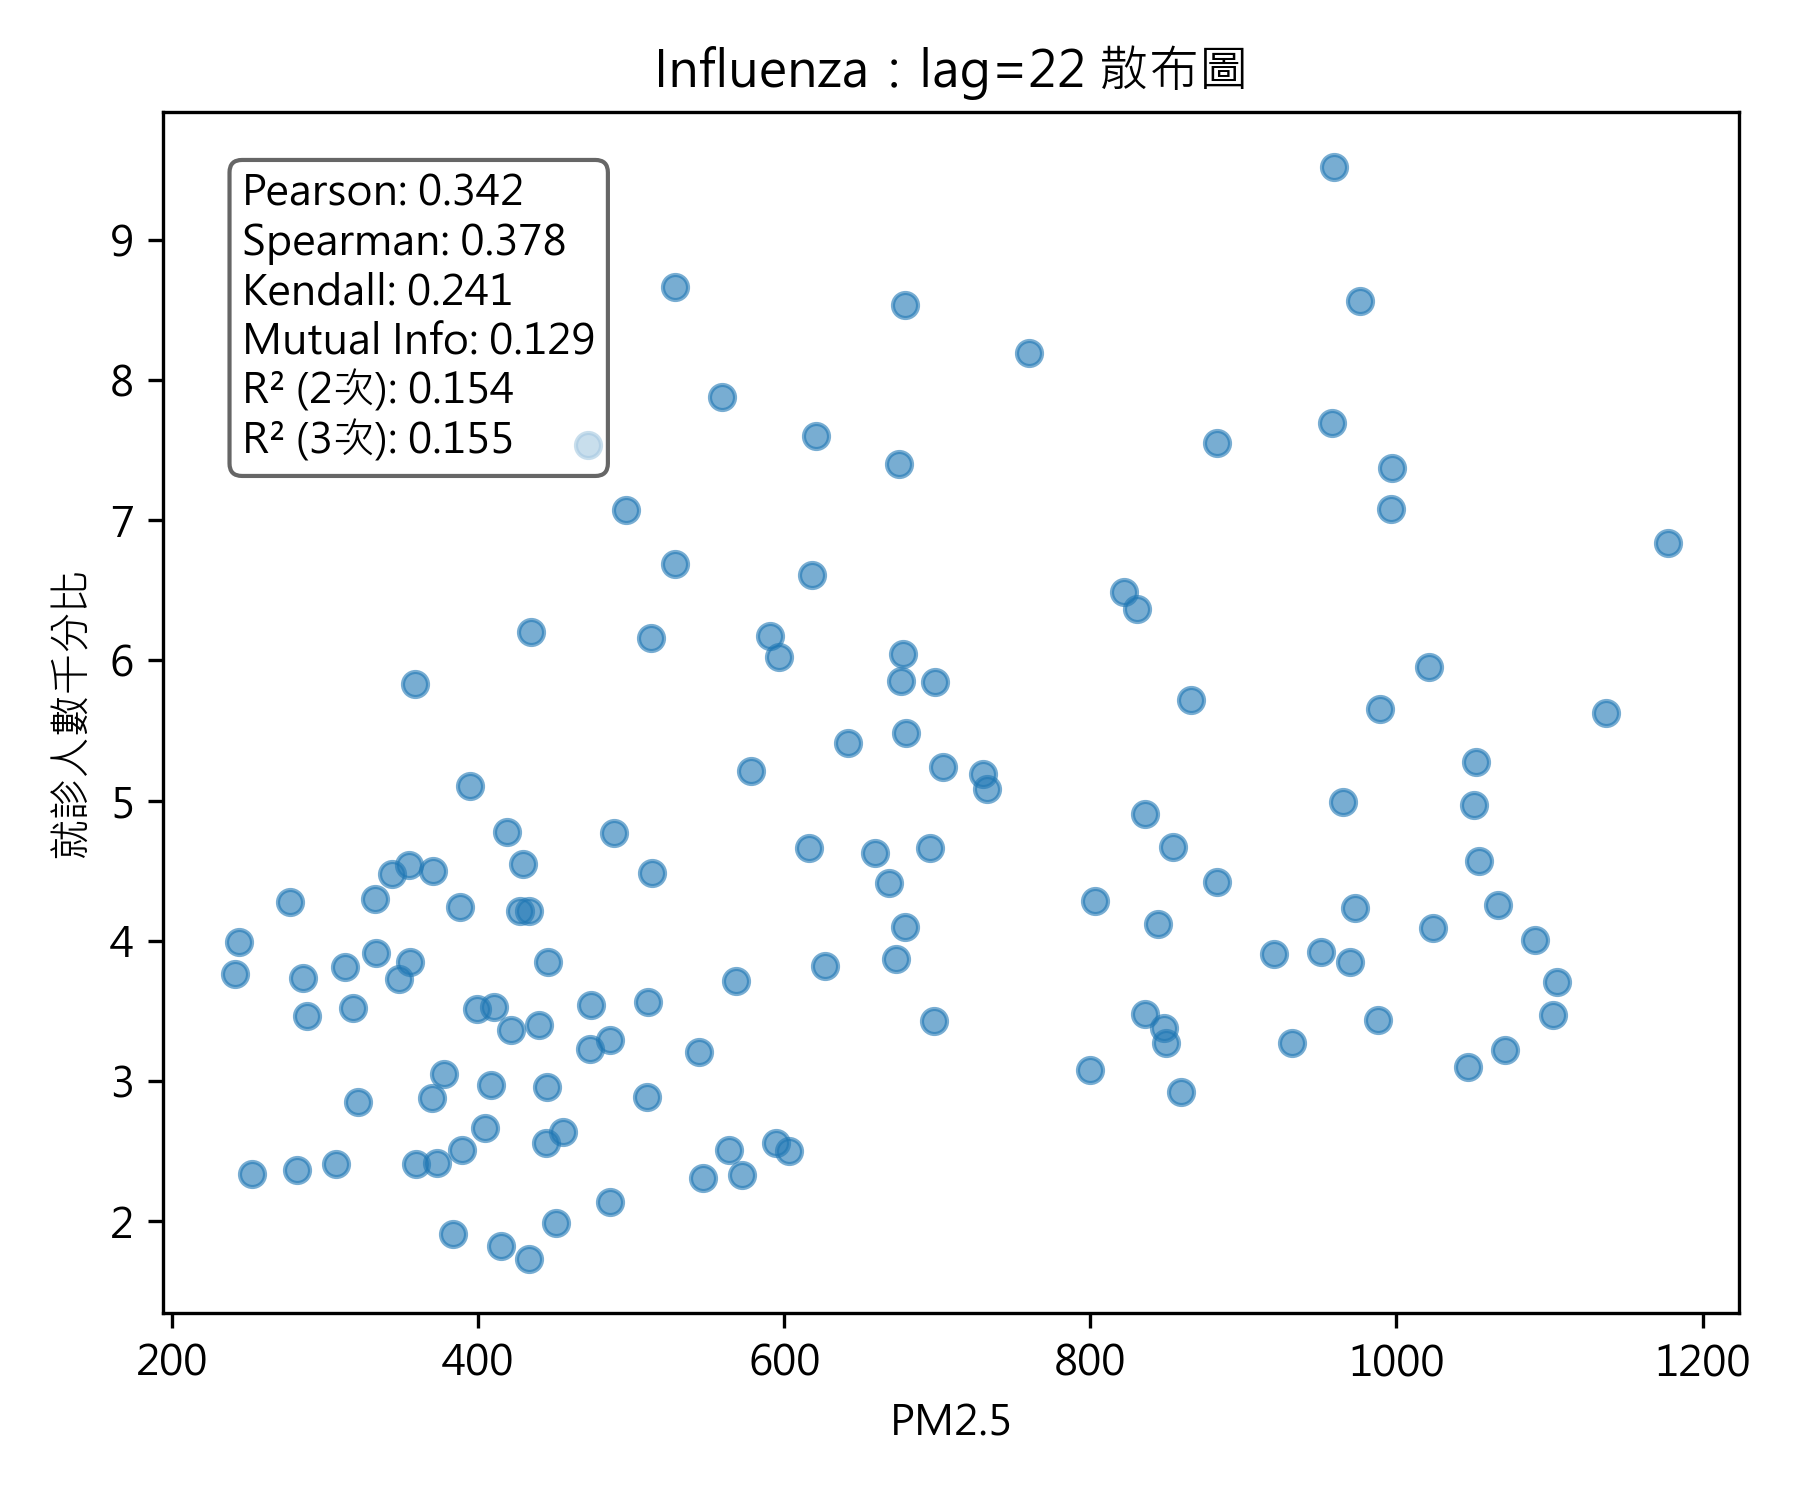 Influenza：lag=22 散布圖
Pearson: 0.342
Spearman: 0.378
Kendall: 0.241
Mutual Info: 0.129
R² (2次): 0.154
R² (3次): 0.155
就診人數千分比
9
8
7
6
5
4
3
2
200 400 600 800 1000 1200
PM2.5